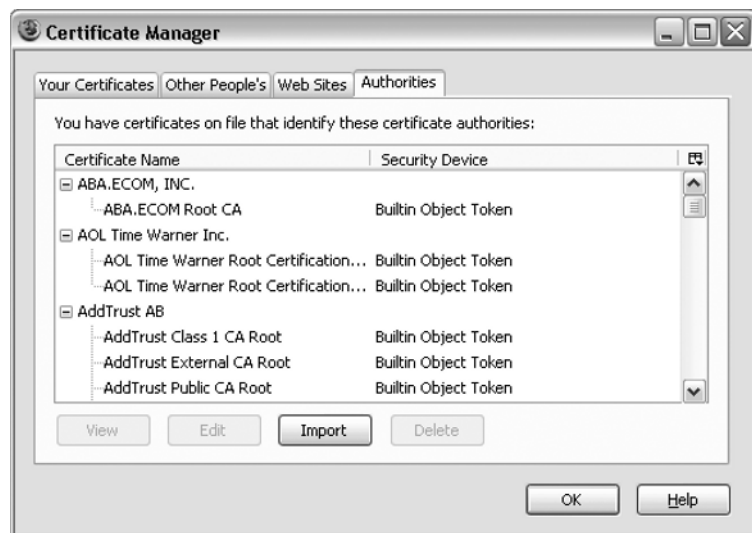 Certificate Manager
Your Certificates Other People's Web Sites Authorities
You have certificates on file that identify these certificate authorities:
Certificate Name Security Device
ABA.ECOM, INC.
ABA.ECOM Root CA Builtin Object Token
AOL Time Warner Inc.
AOL Time Warner Root Certification... Builtin Object Token
AOL Time Warner Root Certification... Builtin Object Token
AddTrust AB
AddTrust Class 1 CA Root Builtin Object Token
AddTrust External CA Root Builtin Object Token
AddTrust Public CA Root Builtin Object Token
View Edit Import Delete
OK Help